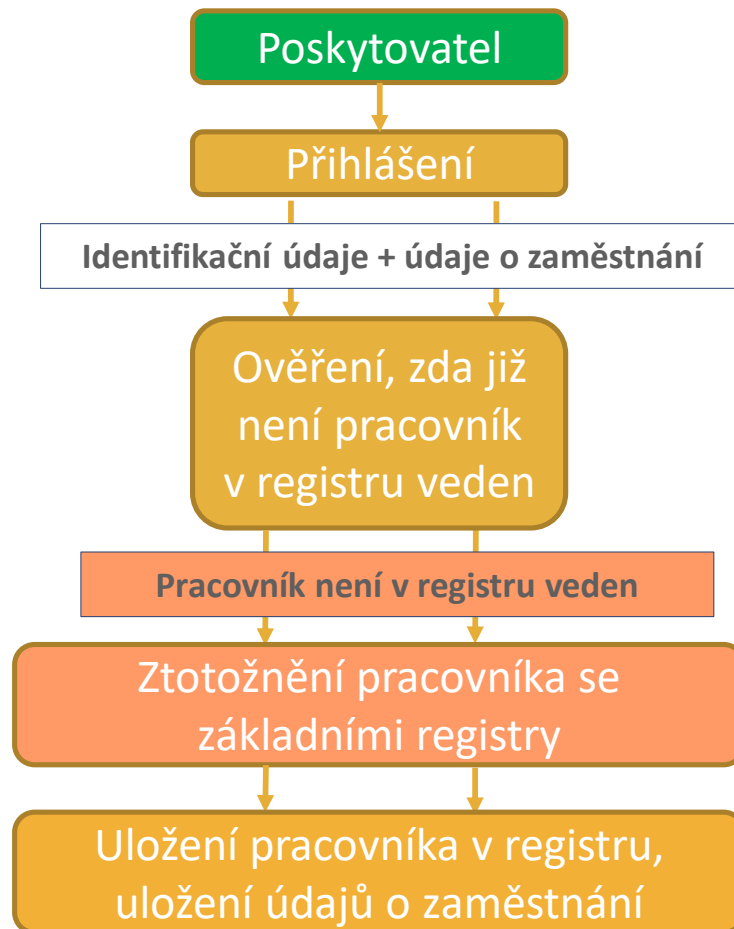 Poskytovatel
Přihlášení
Identifikační údaje + údaje o zaměstnání
Ověření, zda již
není pracovník
v registru veden
Pracovník není v registru veden
Ztotožnění pracovníka se
základními registry
Uložení pracovníka v registru,
uložení údajů o zaměstnání